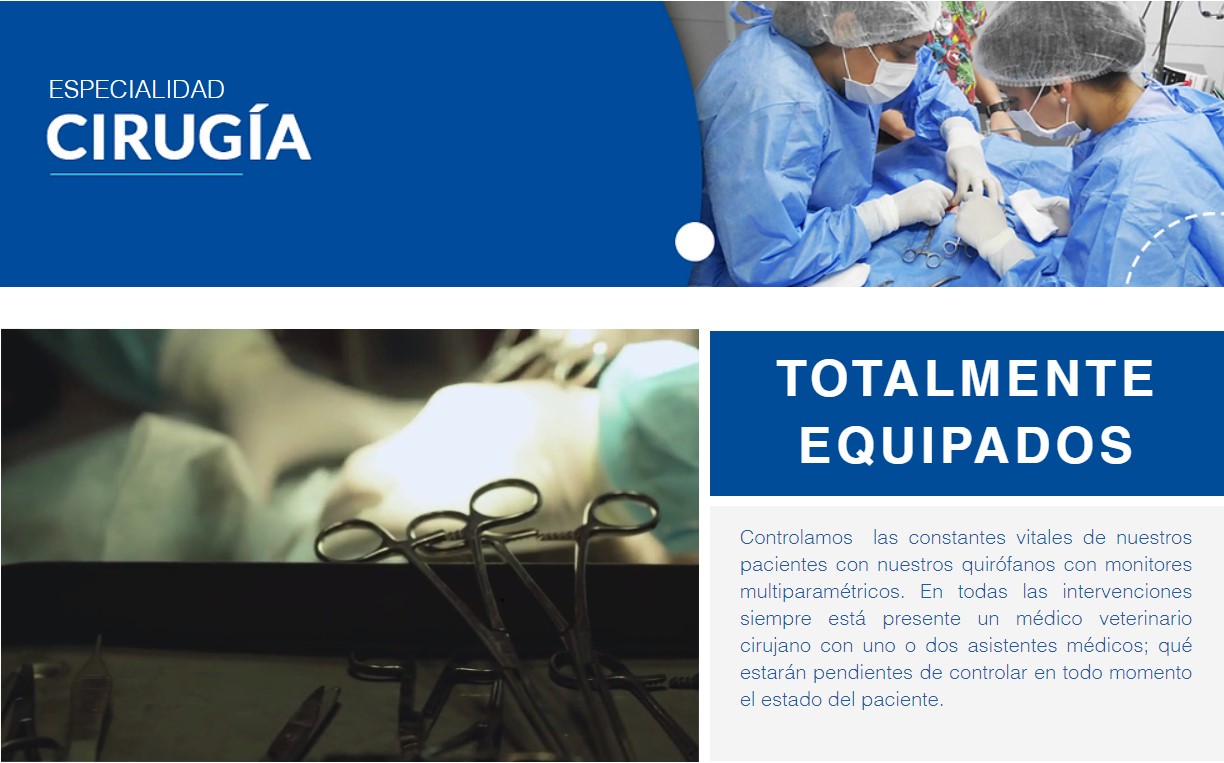 ESPECIALIDAD
CIRUGÍA
TOTALMENTE
EQUIPADOS
Controlamos las constantes vitales de nuestros
pacientes con nuestros quirófanos con monitores
multiparamétricos. En todas las intervenciones
siempre está presente un médico veterinario
cirujano con uno o dos asistentes médicos; qué
estarán pendientes de controlar en todo momento
el estado del paciente.